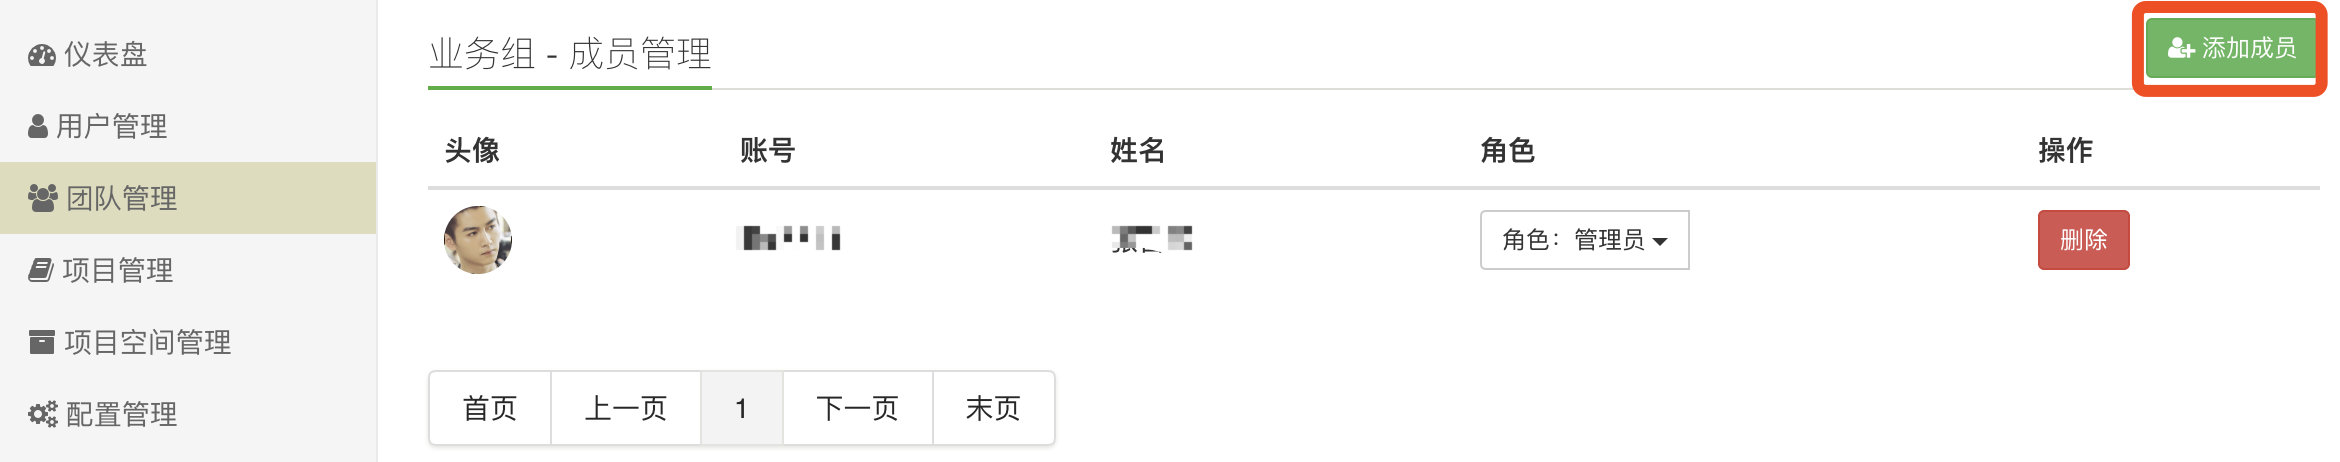 仪表盘
用户管理
团队管理
项目管理
项目空间管理
配置管理
业务组 - 成员管理
添加成员
头像 账号 姓名 角色 操作
角色：管理员 删除
首页 上一页 1 下一页 末页